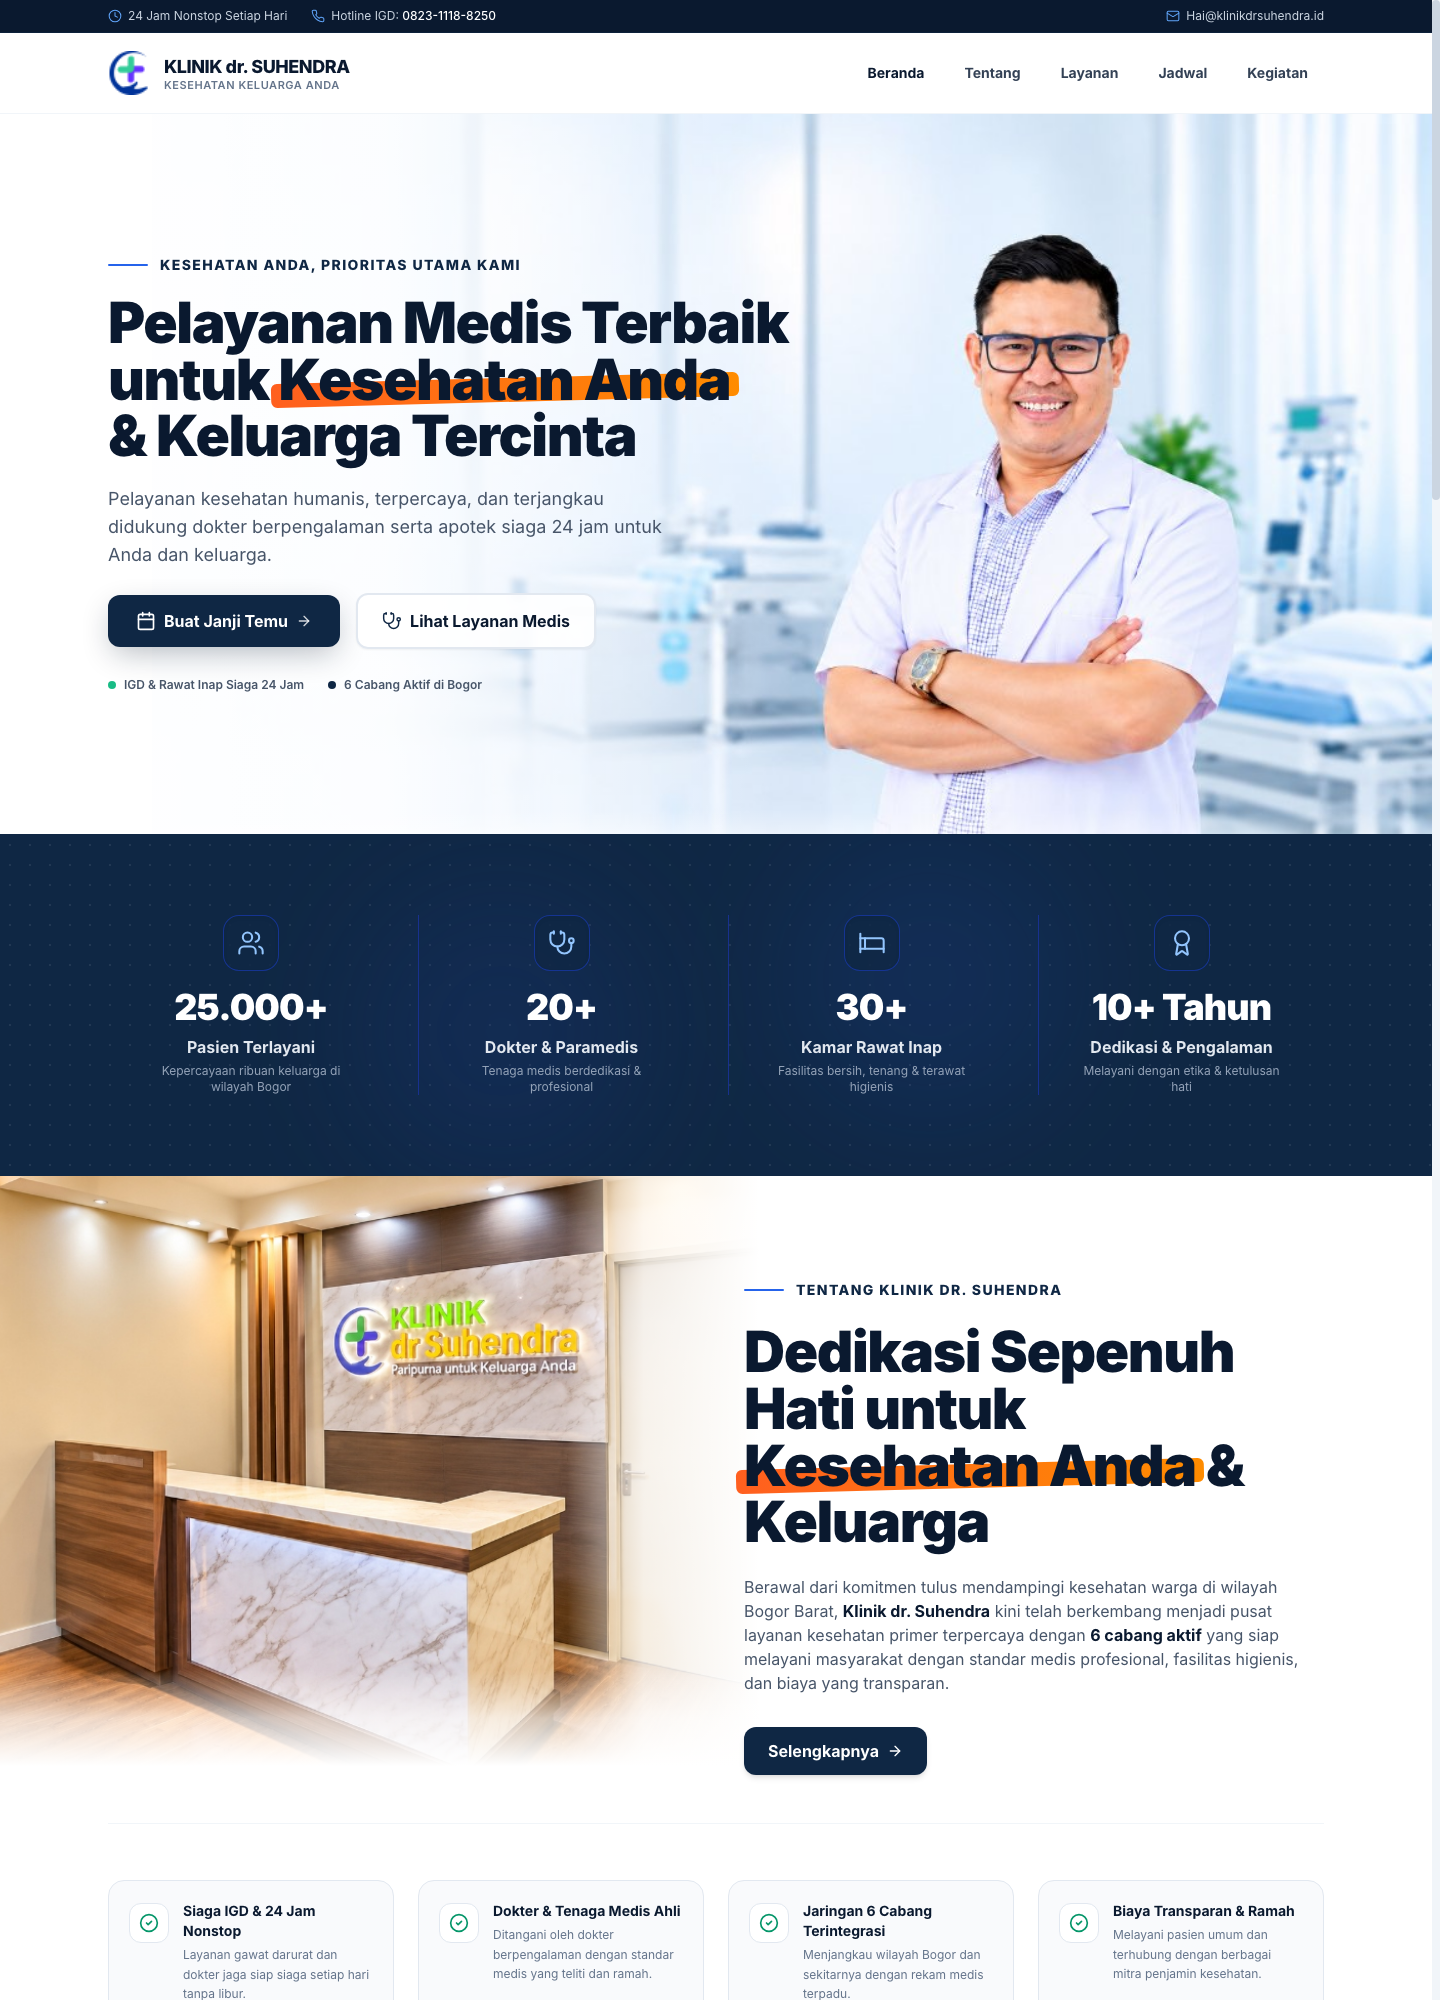 24 Jam Nonstop Setiap Hari
Hotline IGD: 0823-1118-8250
Hai@klinikdrsuhendra.id
KLINIK dr. SUHENDRA
KESEHATAN KELUARGA ANDA
Beranda
Tentang
Layanan
Jadwal
Kegiatan
KESEHATAN ANDA, PRIORITAS UTAMA KAMI
Pelayanan Medis Terbaik
untuk Kesehatan Anda
& Keluarga Tercinta
Pelayanan kesehatan humanis, terpercaya, dan terjangkau
didukung dokter berpengalaman serta apotek siaga 24 jam untuk
Anda dan keluarga.
Buat Janji Temu
Lihat Layanan Medis
IGD & Rawat Inap Siaga 24 Jam
6 Cabang Aktif di Bogor
25.000+
Pasien Terlayani
Kepercayaan ribuan keluarga di
wilayah Bogor
20+
Dokter & Paramedis
Tenaga medis berdedikasi &
profesional
30+
Kamar Rawat Inap
Fasilitas bersih, tenang & terawat
higienis
10+ Tahun
Dedikasi & Pengalaman
Melayani dengan etika & ketulusan
hati
KLINIK
dr Suhendra
Paripurna untuk Keluarga Anda
TENTANG KLINIK DR. SUHENDRA
Dedikasi Sepenuh
Hati untuk
Kesehatan Anda &
Keluarga
Berawal dari komitmen tulus mendampingi kesehatan warga di wilayah
Bogor Barat, Klinik dr. Suhendra kini telah berkembang menjadi pusat
layanan kesehatan primer terpercaya dengan 6 cabang aktif yang siap
melayani masyarakat dengan standar medis profesional, fasilitas higienis,
dan biaya yang transparan.
Selengkapnya
Siaga IGD & 24 Jam
Nonstop
Layanan gawat darurat dan
dokter jaga siap siaga setiap hari
tanpa libur.
Dokter & Tenaga Medis Ahli
Ditangani oleh dokter
berpengalaman dengan standar
medis yang teliti dan ramah.
Jaringan 6 Cabang
Terintegrasi
Menjangkau wilayah Bogor dan
sekitarnya dengan rekam medis
terpadu.
Biaya Transparan & Ramah
Melayani pasien umum dan
terhubung dengan berbagai
mitra penjamin kesehatan.